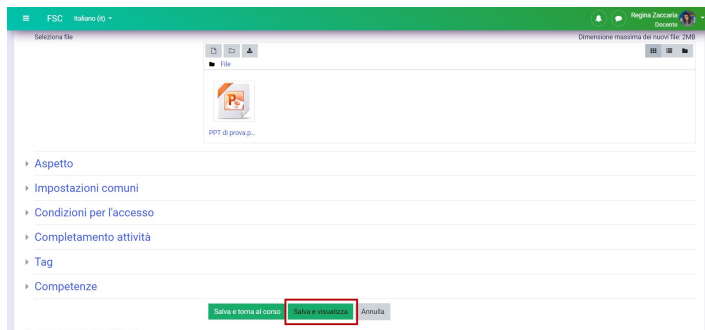 FSC Italiano (it) Regina Zaccaria
Docente
Seleziona file Dimensione massima dei nuovi file: 2MB
File
PPT di prova.p...
Aspetto
Impostazioni comuni
Condizioni per l'accesso
Completamento attività
Tag
Competenze
Salva e torna al corso Salva e visualizza Annulla